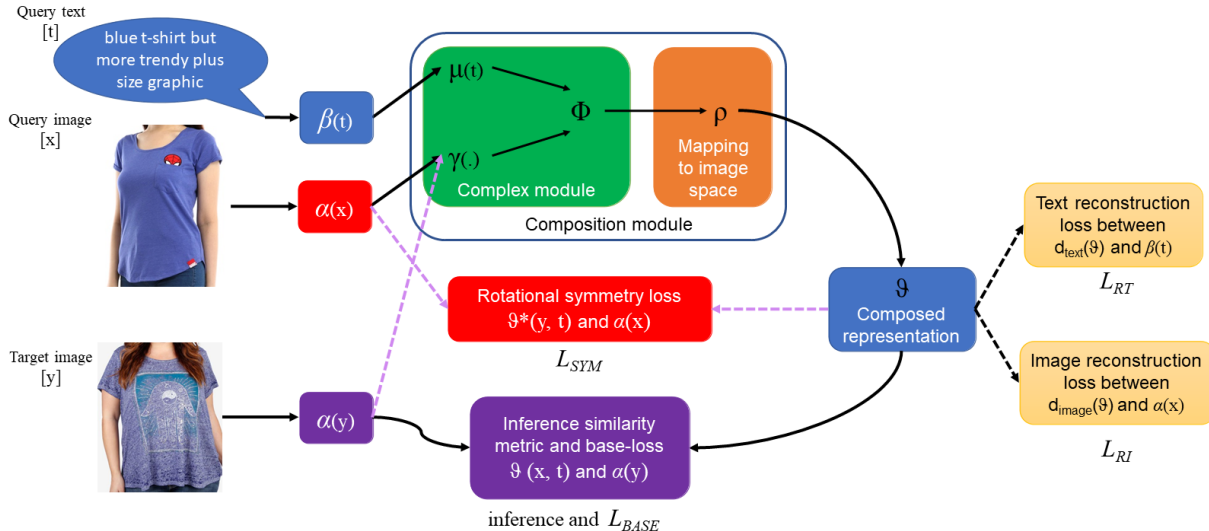 Query text
[t]
blue t-shirt but
more trendy plus
size graphic
Query image
[x]
β(t)
α(x)
μ(t)
γ(.)
Φ
Complex module
ρ
Mapping
to image
space
Composition module
Rotational symmetry loss
ϑ*(y, t) and α(x)
L_SYM
ϑ
Composed
representation
Text reconstruction
loss between
d_text(ϑ) and β(t)
L_RT
Image reconstruction
loss between
d_image(ϑ) and α(x)
L_RI
Target image
[y]
α(y)
Inference similarity
metric and base-loss
ϑ (x, t) and α(y)
inference and L_BASE